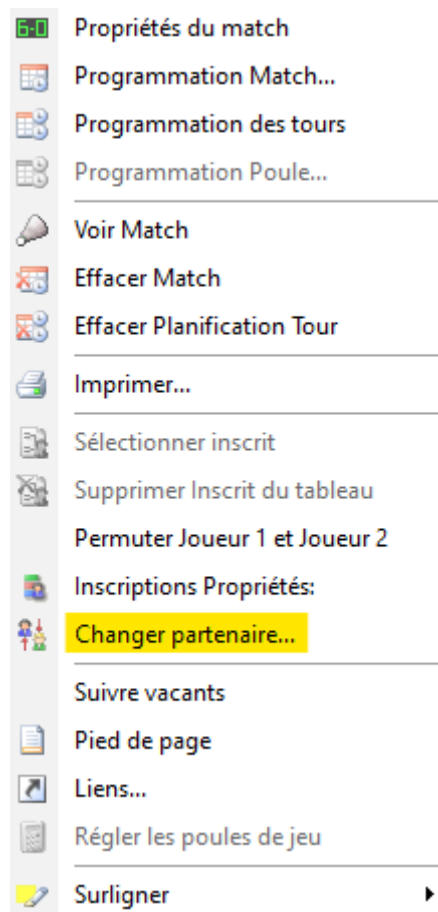 6-0 Propriétés du match
Programmation Match...
Programmation des tours
Programmation Poule...
Voir Match
Effacer Match
Effacer Planification Tour
Imprimer...
Sélectionner inscrit
Supprimer Inscrit du tableau
Permuter Joueur 1 et Joueur 2
Inscriptions Propriétés:
Changer partenaire...
Suivre vacants
Pied de page
Liens...
Régler les poules de jeu
Surligner